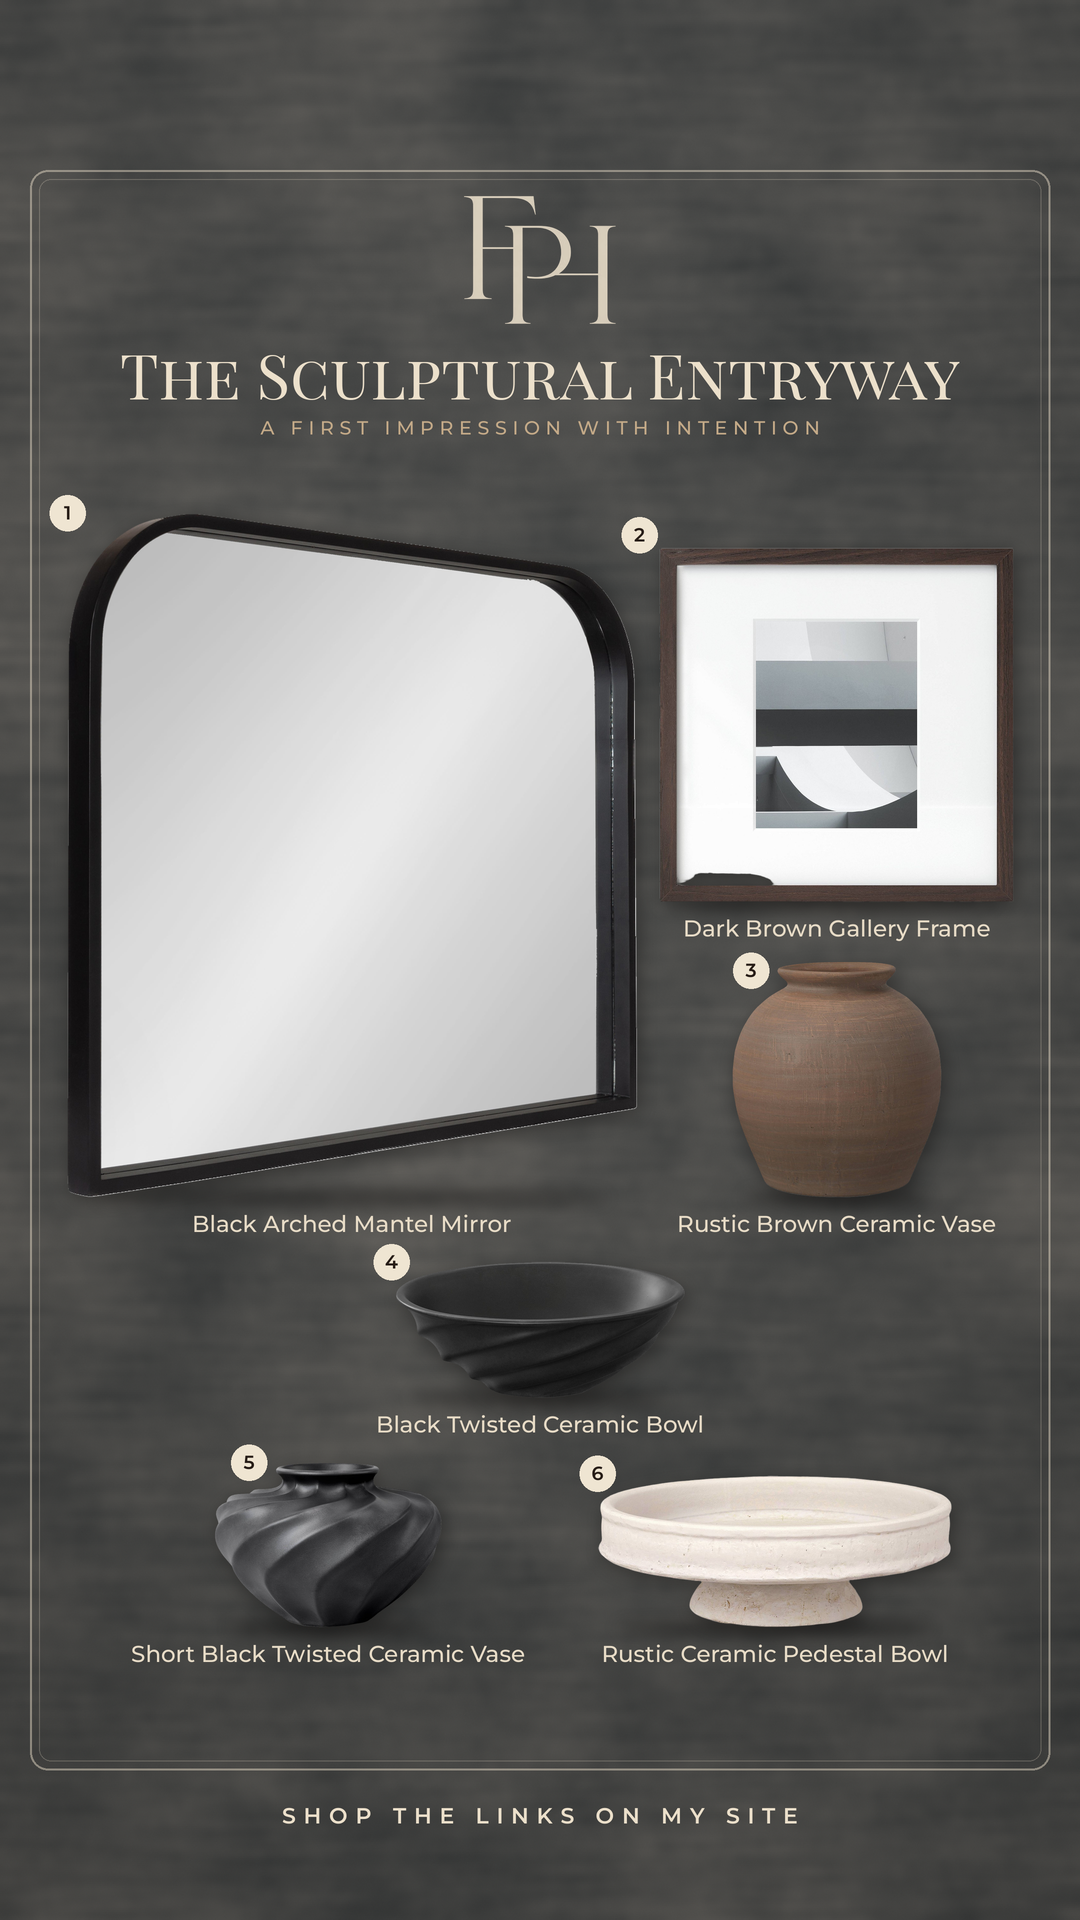 FPH
THE SCULPTURAL ENTRYWAY
A FIRST IMPRESSION WITH INTENTION
1
2
Dark Brown Gallery Frame
3
Black Arched Mantel Mirror
Rustic Brown Ceramic Vase
4
Black Twisted Ceramic Bowl
5
6
Short Black Twisted Ceramic Vase
Rustic Ceramic Pedestal Bowl
SHOP THE LINKS ON MY SITE